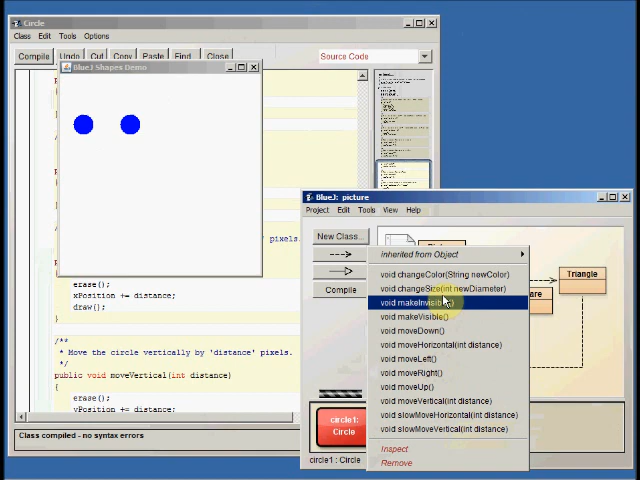 Circle
Class Edit Tools Options
Compile Undo Cut Copy Paste Find Close
Source Code
BlueJ Shapes Demo
pixels.
erase();
xPosition += distance;
draw();
}
/**
* Move the circle vertically by 'distance' pixels.
*/
public void moveVertical(int distance)
{
erase();
yPosition += distance;
Class compiled - no syntax errors
BlueJ: picture
Project Edit Tools View Help
New Class...
Compile
Triangle
inherited from Object
void changeColor(String newColor)
void changeSize(int newDiameter)
void makeInvisible()
void makeVisible()
void moveDown()
void moveHorizontal(int distance)
void moveLeft()
void moveRight()
void moveUp()
void moveVertical(int distance)
void slowMoveHorizontal(int distance)
void slowMoveVertical(int distance)
Inspect
Remove
circle1:
Circle
circle1 : Circle